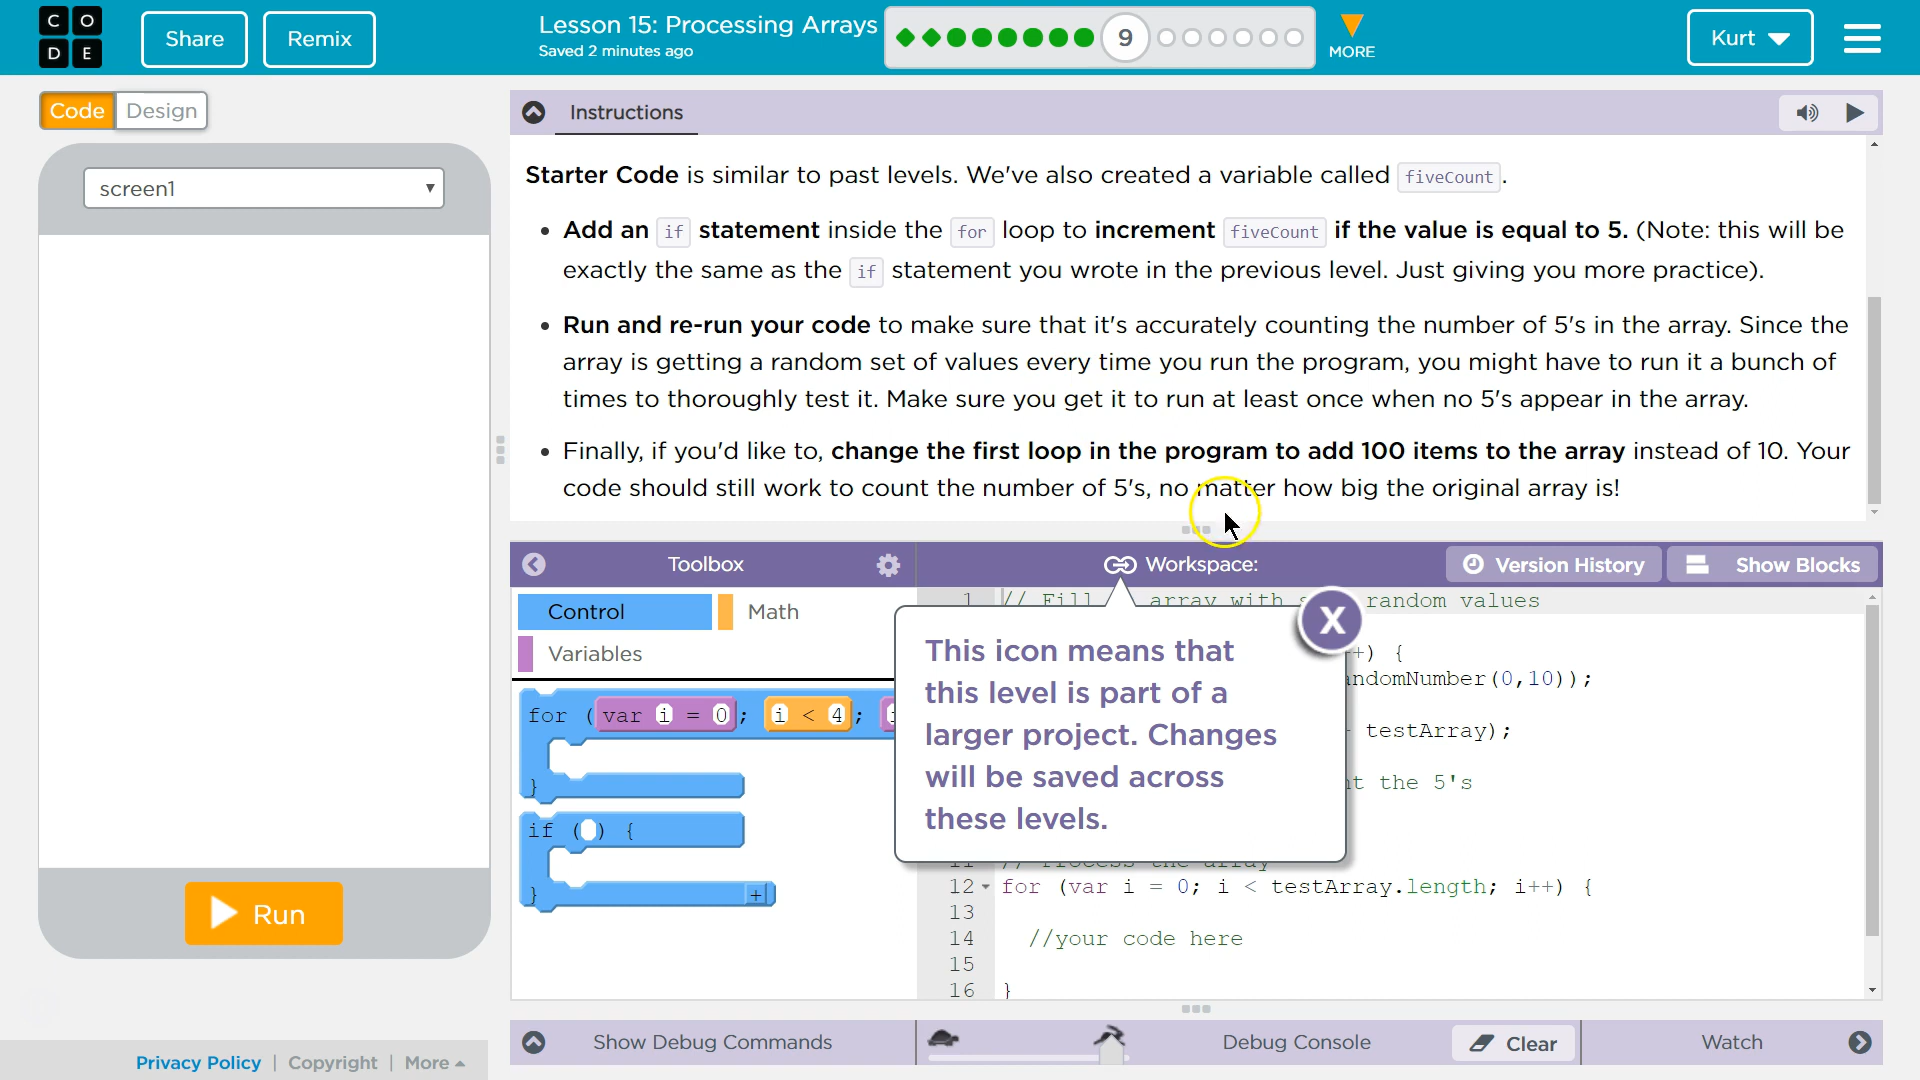 C O
D E
Share
Remix
Lesson 15: Processing Arrays
Saved 2 minutes ago
9
MORE
Kurt
Code
Design
screen1
Instructions
Starter Code is similar to past levels. We've also created a variable called fiveCount.
Add an if statement inside the for loop to increment fiveCount if the value is equal to 5. (Note: this will be
exactly the same as the if statement you wrote in the previous level. Just giving you more practice).
Run and re-run your code to make sure that it's accurately counting the number of 5's in the array. Since the
array is getting a random set of values every time you run the program, you might have to run it a bunch of
times to thoroughly test it. Make sure you get it to run at least once when no 5's appear in the array.
Finally, if you'd like to, change the first loop in the program to add 100 items to the array instead of 10. Your
code should still work to count the number of 5's, no matter how big the original array is!
Toolbox
Workspace:
Version History
Show Blocks
Control
Math
Variables
for (var i = 0; i < 4;
}
if () {
}
+
1 // Fill array with random values
+) {
ndomNumber(0,10));
testArray);
t the 5's
This icon means that
this level is part of a
larger project. Changes
will be saved across
these levels.
X
11 // Process the array
12 for (var i = 0; i < testArray.length; i++) {
13
14 //your code here
15
16 }
Run
Show Debug Commands
Debug Console
Clear
Watch
Privacy Policy | Copyright | More